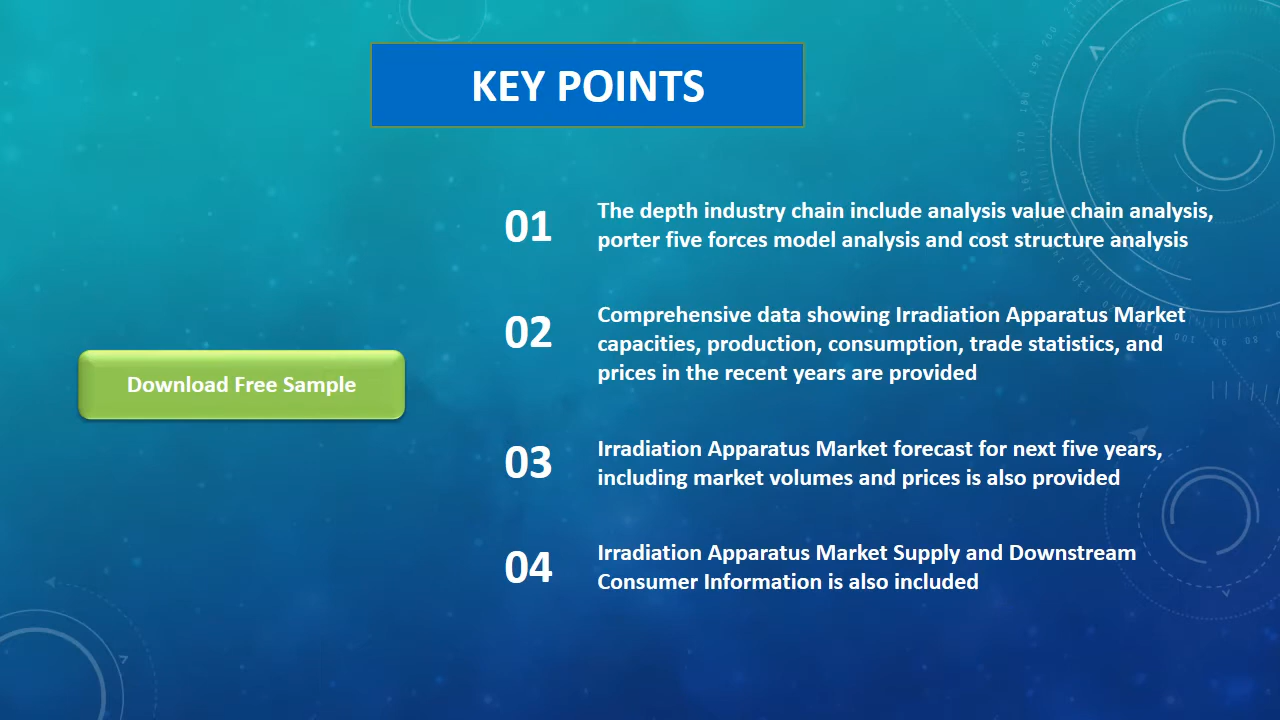 KEY POINTS
01
The depth industry chain include analysis value chain analysis,
porter five forces model analysis and cost structure analysis
02
Comprehensive data showing Irradiation Apparatus Market
capacities, production, consumption, trade statistics, and
prices in the recent years are provided
Download Free Sample
03
Irradiation Apparatus Market forecast for next five years,
including market volumes and prices is also provided
04
Irradiation Apparatus Market Supply and Downstream
Consumer Information is also included